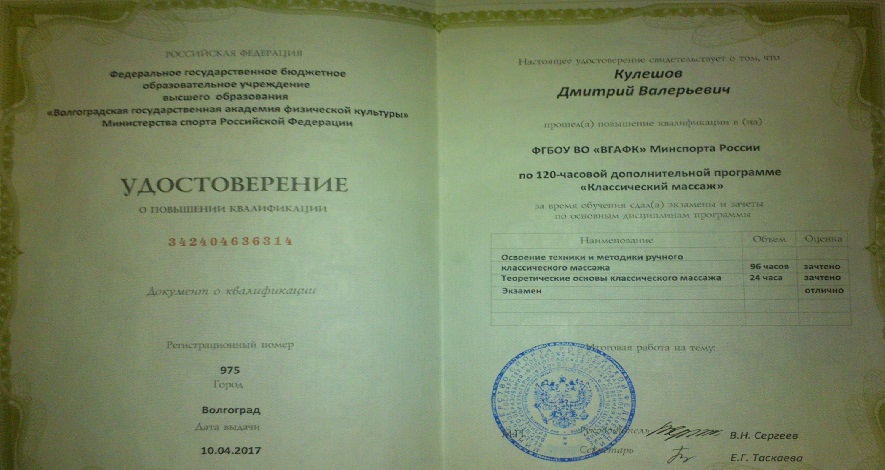 РОССИЙСКАЯ ФЕДЕРАЦИЯ
Федеральное государственное бюджетное
образовательное учреждение
высшего образования
«Волгоградская государственная академия физической культуры»
Министерства спорта Российской Федерации
УДОСТОВЕРЕНИЕ
О ПОВЫШЕНИИ КВАЛИФИКАЦИИ
342404636314
Документ о квалификации
Регистрационный номер
975
Город
Волгоград
Дата выдачи
10.04.2017
Настоящее удостоверение свидетельствует о том, что
Кулешов
Дмитрий Валерьевич
прошел(а) повышение квалификации в (на)
ФГБОУ ВО «ВГАФК» Минспорта России
по 120-часовой дополнительной программе
«Классический массаж»
за время обучения сдал(а) экзамены и зачеты
по основным дисциплинам программы
Наименование Объем Оценка
Освоение техники и методики ручного
классического массажа 96 часов зачтено
Теоретические основы классического массажа 24 часа зачтено
Экзамен отлично
Итоговая работа на тему:
Руководитель В.Н. Сергеев
Секретарь Е.Г. Таскаева